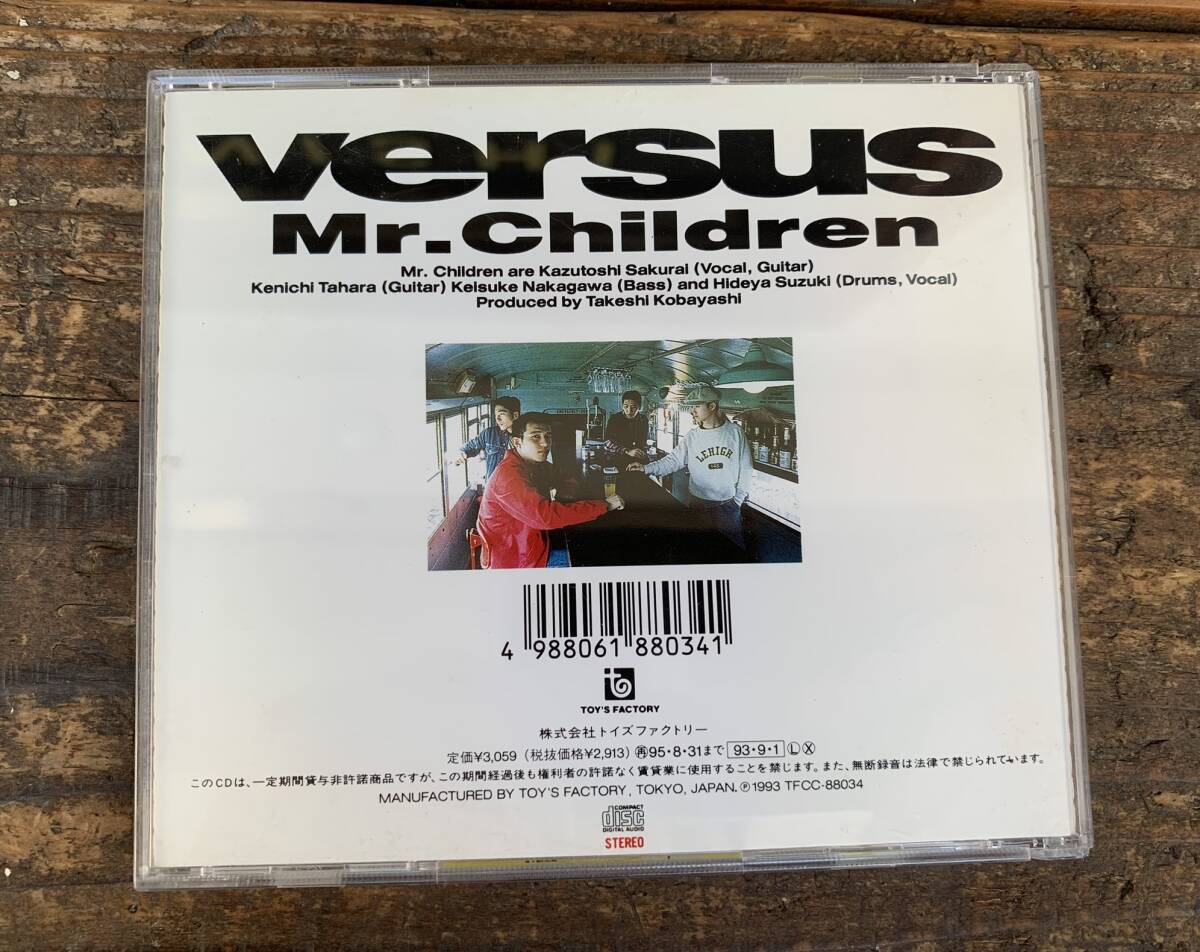 versus
Mr.Children
Mr. Children are Kazutoshi Sakurai (Vocal, Guitar)
Kenichi Tahara (Guitar) Keisuke Nakagawa (Bass) and Hideya Suzuki (Drums, Vocal)
Produced by Takeshi Kobayashi
LEHIGH
4 988061 880341
TOY'S FACTORY
株式会社トイズファクトリー
定価¥3,059（税抜価格¥2,913）再95・8・31まで 93・9・1 Ⓛ Ⓧ
このCDは、一定期間貸与非許諾商品ですが、この期間経過後も権利者の許諾なく賃貸業に使用することを禁じます。また、無断録音は法律で禁じられています。
MANUFACTURED BY TOY'S FACTORY, TOKYO, JAPAN. ℗1993 TFCC-88034
COMPACT
disc
DIGITAL AUDIO
STEREO